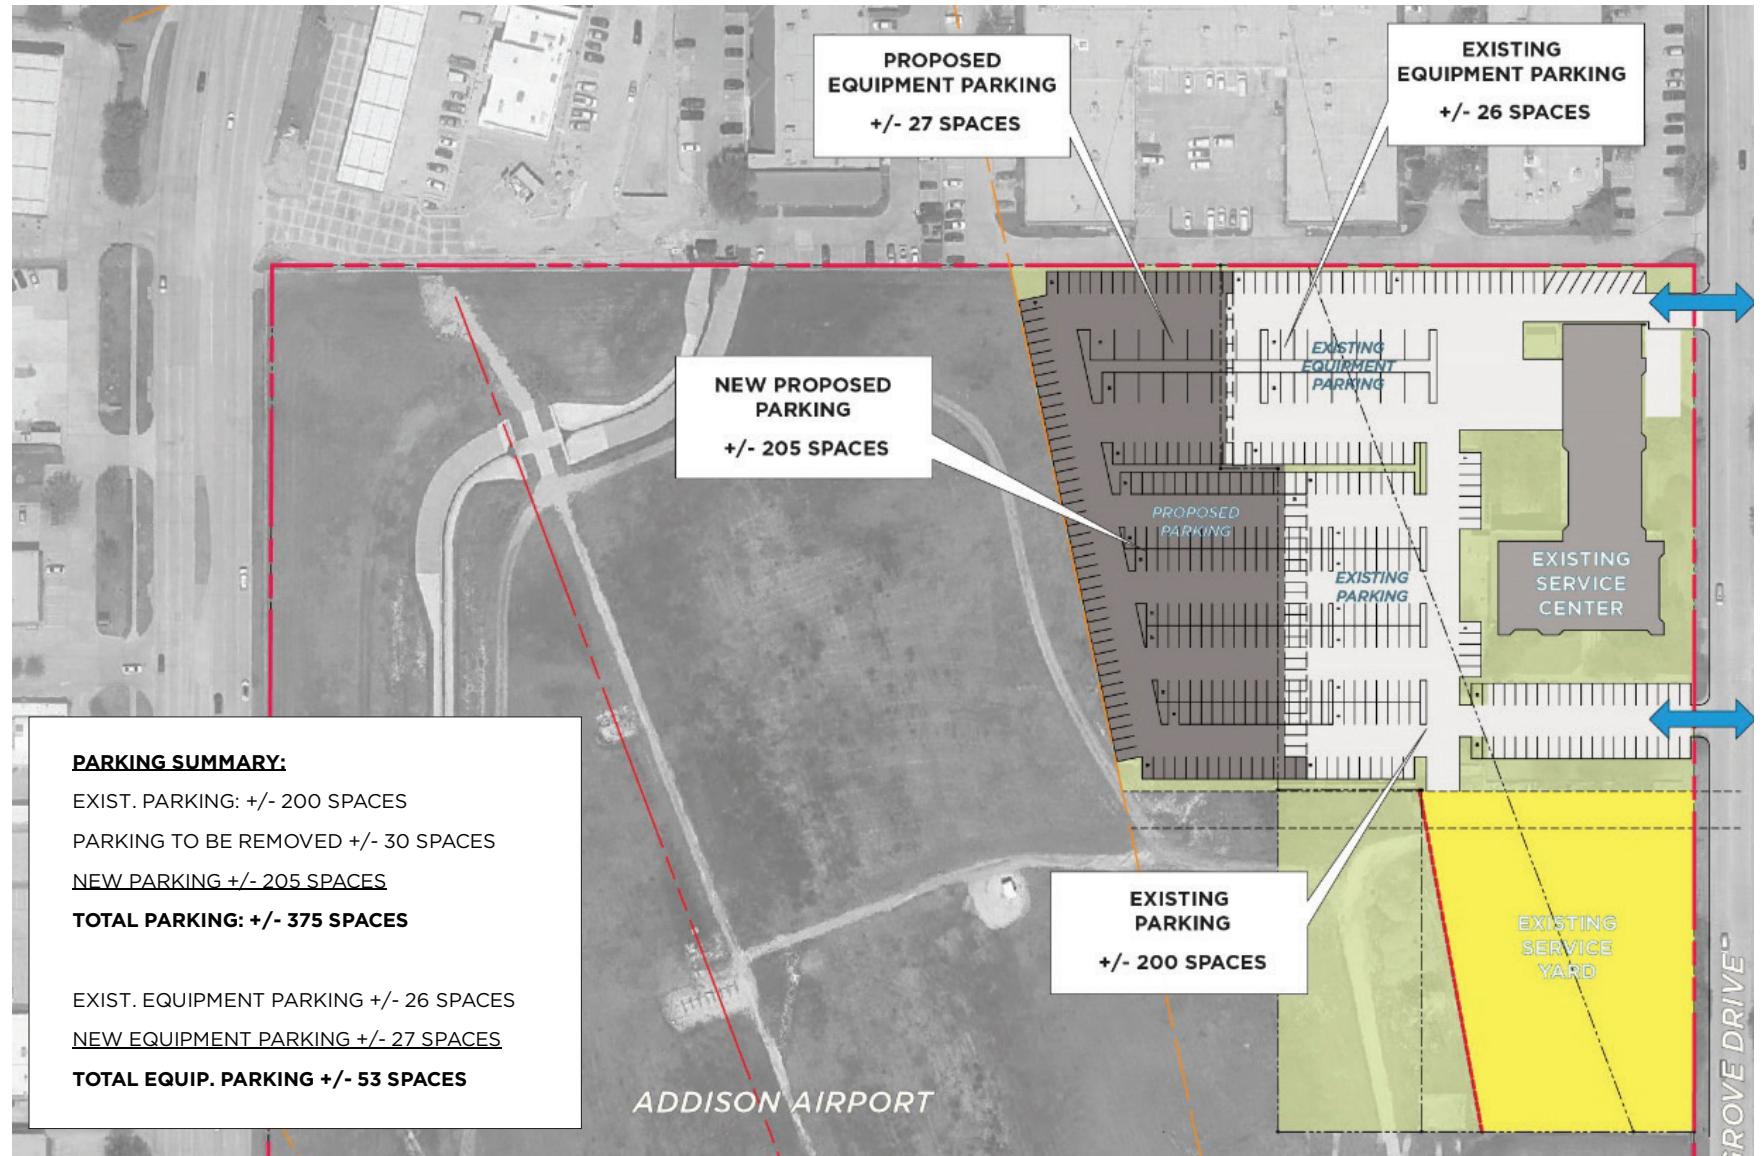 PROPOSED
EQUIPMENT PARKING
+/- 27 SPACES
EXISTING
EQUIPMENT PARKING
+/- 26 SPACES
NEW PROPOSED
PARKING
+/- 205 SPACES
EXISTING
EQUIPMENT
PARKING
PROPOSED
PARKING
EXISTING
PARKING
EXISTING
SERVICE
CENTER
PARKING SUMMARY:
EXIST. PARKING: +/- 200 SPACES
PARKING TO BE REMOVED +/- 30 SPACES
NEW PARKING +/- 205 SPACES
TOTAL PARKING: +/- 375 SPACES
EXIST. EQUIPMENT PARKING +/- 26 SPACES
NEW EQUIPMENT PARKING +/- 27 SPACES
TOTAL EQUIP. PARKING +/- 53 SPACES
EXISTING
PARKING
+/- 200 SPACES
EXISTING
SERVICE
YARD
ADDISON AIRPORT
GROVE DRIVE